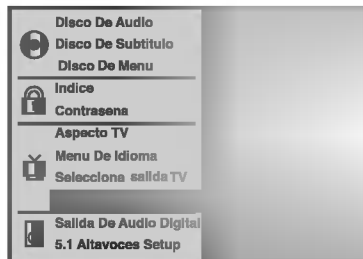 Disco De Audio
Disco De Subtitulo
Disco De Menu
Indice
Contrasena
Aspecto TV
Menu De Idioma
Selecciona salida TV
Salida De Audio Digital
5.1 Altavoces Setup